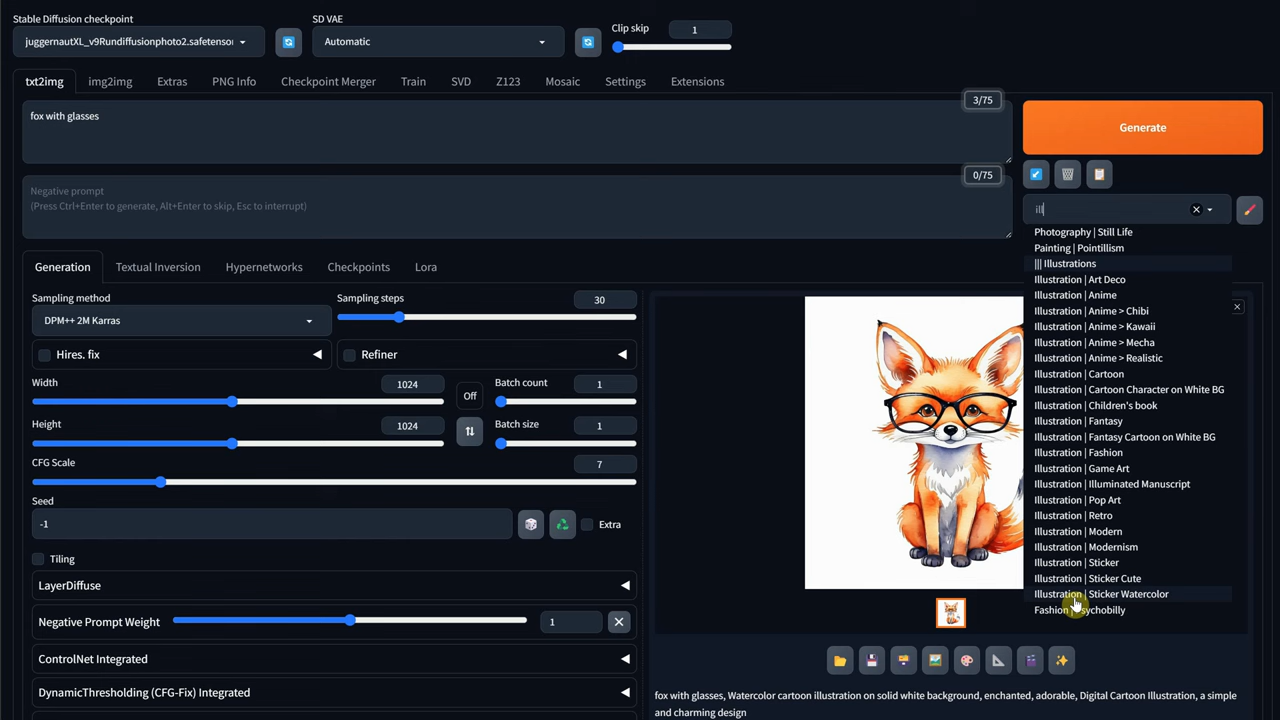 Stable Diffusion checkpoint
SD VAE
Clip skip
1
juggernautXL_v9Rundiffusionphoto2.safetensor
Automatic
txt2img
img2img
Extras
PNG Info
Checkpoint Merger
Train
SVD
Z123
Mosaic
Settings
Extensions
3/75
fox with glasses
Generate
0/75
Negative prompt
(Press Ctrl+Enter to generate, Alt+Enter to skip, Esc to interrupt)
ill
Photography | Still Life
Painting | Pointillism
||| Illustrations
Illustration | Art Deco
Illustration | Anime
Illustration | Anime > Chibi
Illustration | Anime > Kawaii
Illustration | Anime > Mecha
Illustration | Anime > Realistic
Illustration | Cartoon
Illustration | Cartoon Character on White BG
Illustration | Children's book
Illustration | Fantasy
Illustration | Fantasy Cartoon on White BG
Illustration | Fashion
Illustration | Game Art
Illustration | Illuminated Manuscript
Illustration | Pop Art
Illustration | Retro
Illustration | Modern
Illustration | Modernism
Illustration | Sticker
Illustration | Sticker Cute
Illustration | Sticker Watercolor
Fashion | Psychobilly
Generation
Textual Inversion
Hypernetworks
Checkpoints
Lora
Sampling method
DPM++ 2M Karras
Sampling steps
30
Hires. fix
Refiner
Width
1024
Off
Batch count
1
Height
1024
Batch size
1
CFG Scale
7
Seed
-1
Extra
Tiling
LayerDiffuse
Negative Prompt Weight
1
ControlNet Integrated
DynamicThresholding (CFG-Fix) Integrated
fox with glasses, Watercolor cartoon illustration on solid white background, enchanted, adorable, Digital Cartoon Illustration, a simple
and charming design